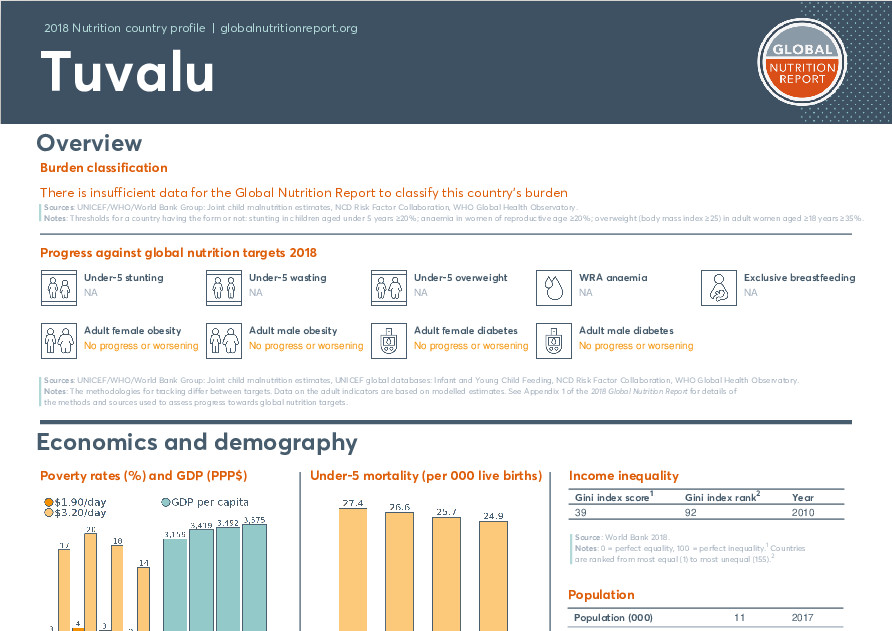 2018 Nutrition country profile | globalnutritionreport.org
Tuvalu
GLOBAL
NUTRITION
REPORT
Overview
Burden classification
There is insufficient data for the Global Nutrition Report to classify this country's burden
Sources: UNICEF/WHO/World Bank Group: Joint child malnutrition estimates, NCD Risk Factor Collaboration, WHO Global Health Observatory.
Notes: Thresholds for a country having the form or not: stunting in children aged under 5 years ≥20%; anaemia in women of reproductive age ≥20%; overweight (body mass index ≥25) in adult women aged ≥18 years ≥35%.
Progress against global nutrition targets 2018
Under-5 stunting
NA
Under-5 wasting
NA
Under-5 overweight
NA
WRA anaemia
NA
Exclusive breastfeeding
NA
Adult female obesity
No progress or worsening
Adult male obesity
No progress or worsening
Adult female diabetes
No progress or worsening
Adult male diabetes
No progress or worsening
Sources: UNICEF/WHO/World Bank Group: Joint child malnutrition estimates, UNICEF global databases: Infant and Young Child Feeding, NCD Risk Factor Collaboration, WHO Global Health Observatory.
Notes: The methodologies for tracking differ between targets. Data on the adult indicators are based on modelled estimates. See Appendix 1 of the 2018 Global Nutrition Report for details of
the methods and sources used to assess progress towards global nutrition targets.
Economics and demography
Poverty rates (%) and GDP (PPP$)
$1.90/day
$3.20/day
GDP per capita
17
4
20
18
14
3,159
3,419
3,492
3,575
Under-5 mortality (per 000 live births)
27.4
26.6
25.7
24.9
Income inequality
Gini index score¹ Gini index rank² Year
39 92 2010
Source: World Bank 2018.
Notes: 0 = perfect equality, 100 = perfect inequality.¹ Countries
are ranked from most equal (1) to most unequal (155).²
Population
Population (000) 11 2017